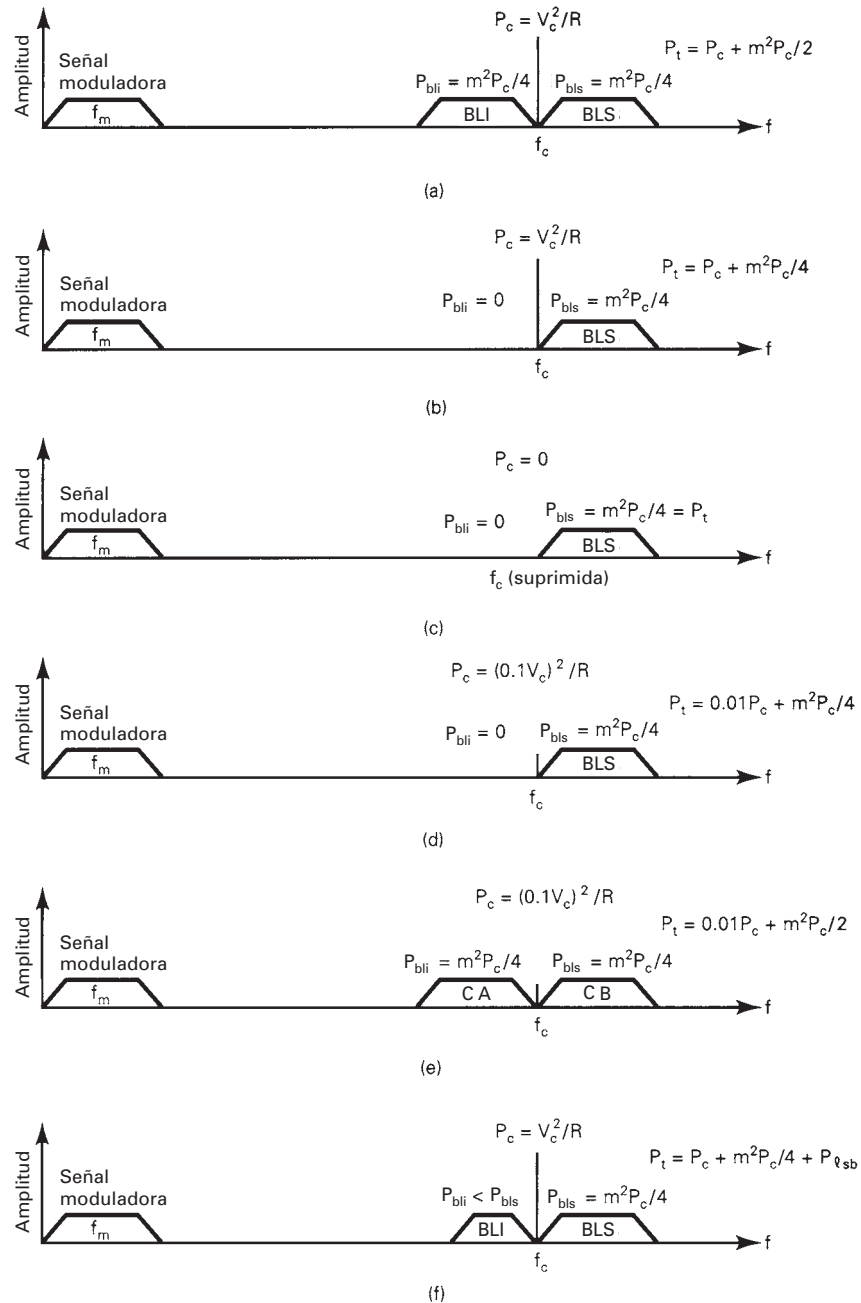 P_c = V_c^2/R
P_t = P_c + m^2P_c/2
Amplitud
Señal
moduladora
P_bli = m^2P_c/4
P_bls = m^2P_c/4
f_m
BLI
BLS
f
f_c
(a)
P_c = V_c^2/R
P_t = P_c + m^2P_c/4
Amplitud
Señal
moduladora
P_bli = 0
P_bls = m^2P_c/4
f_m
BLS
f
f_c
(b)
P_c = 0
Amplitud
Señal
moduladora
P_bli = 0
P_bls = m^2P_c/4 = P_t
f_m
BLS
f
f_c (suprimida)
(c)
P_c = (0.1V_c)^2/R
P_t = 0.01P_c + m^2P_c/4
Amplitud
Señal
moduladora
P_bli = 0
P_bls = m^2P_c/4
f_m
BLS
f
f_c
(d)
P_c = (0.1V_c)^2/R
P_t = 0.01P_c + m^2P_c/2
Amplitud
Señal
moduladora
P_bli = m^2P_c/4
P_bls = m^2P_c/4
f_m
C A
C B
f
f_c
(e)
P_c = V_c^2/R
P_t = P_c + m^2P_c/4 + P_ℓsb
Amplitud
Señal
moduladora
P_bli < P_bls
P_bls = m^2P_c/4
f_m
BLI
BLS
f
f_c
(f)